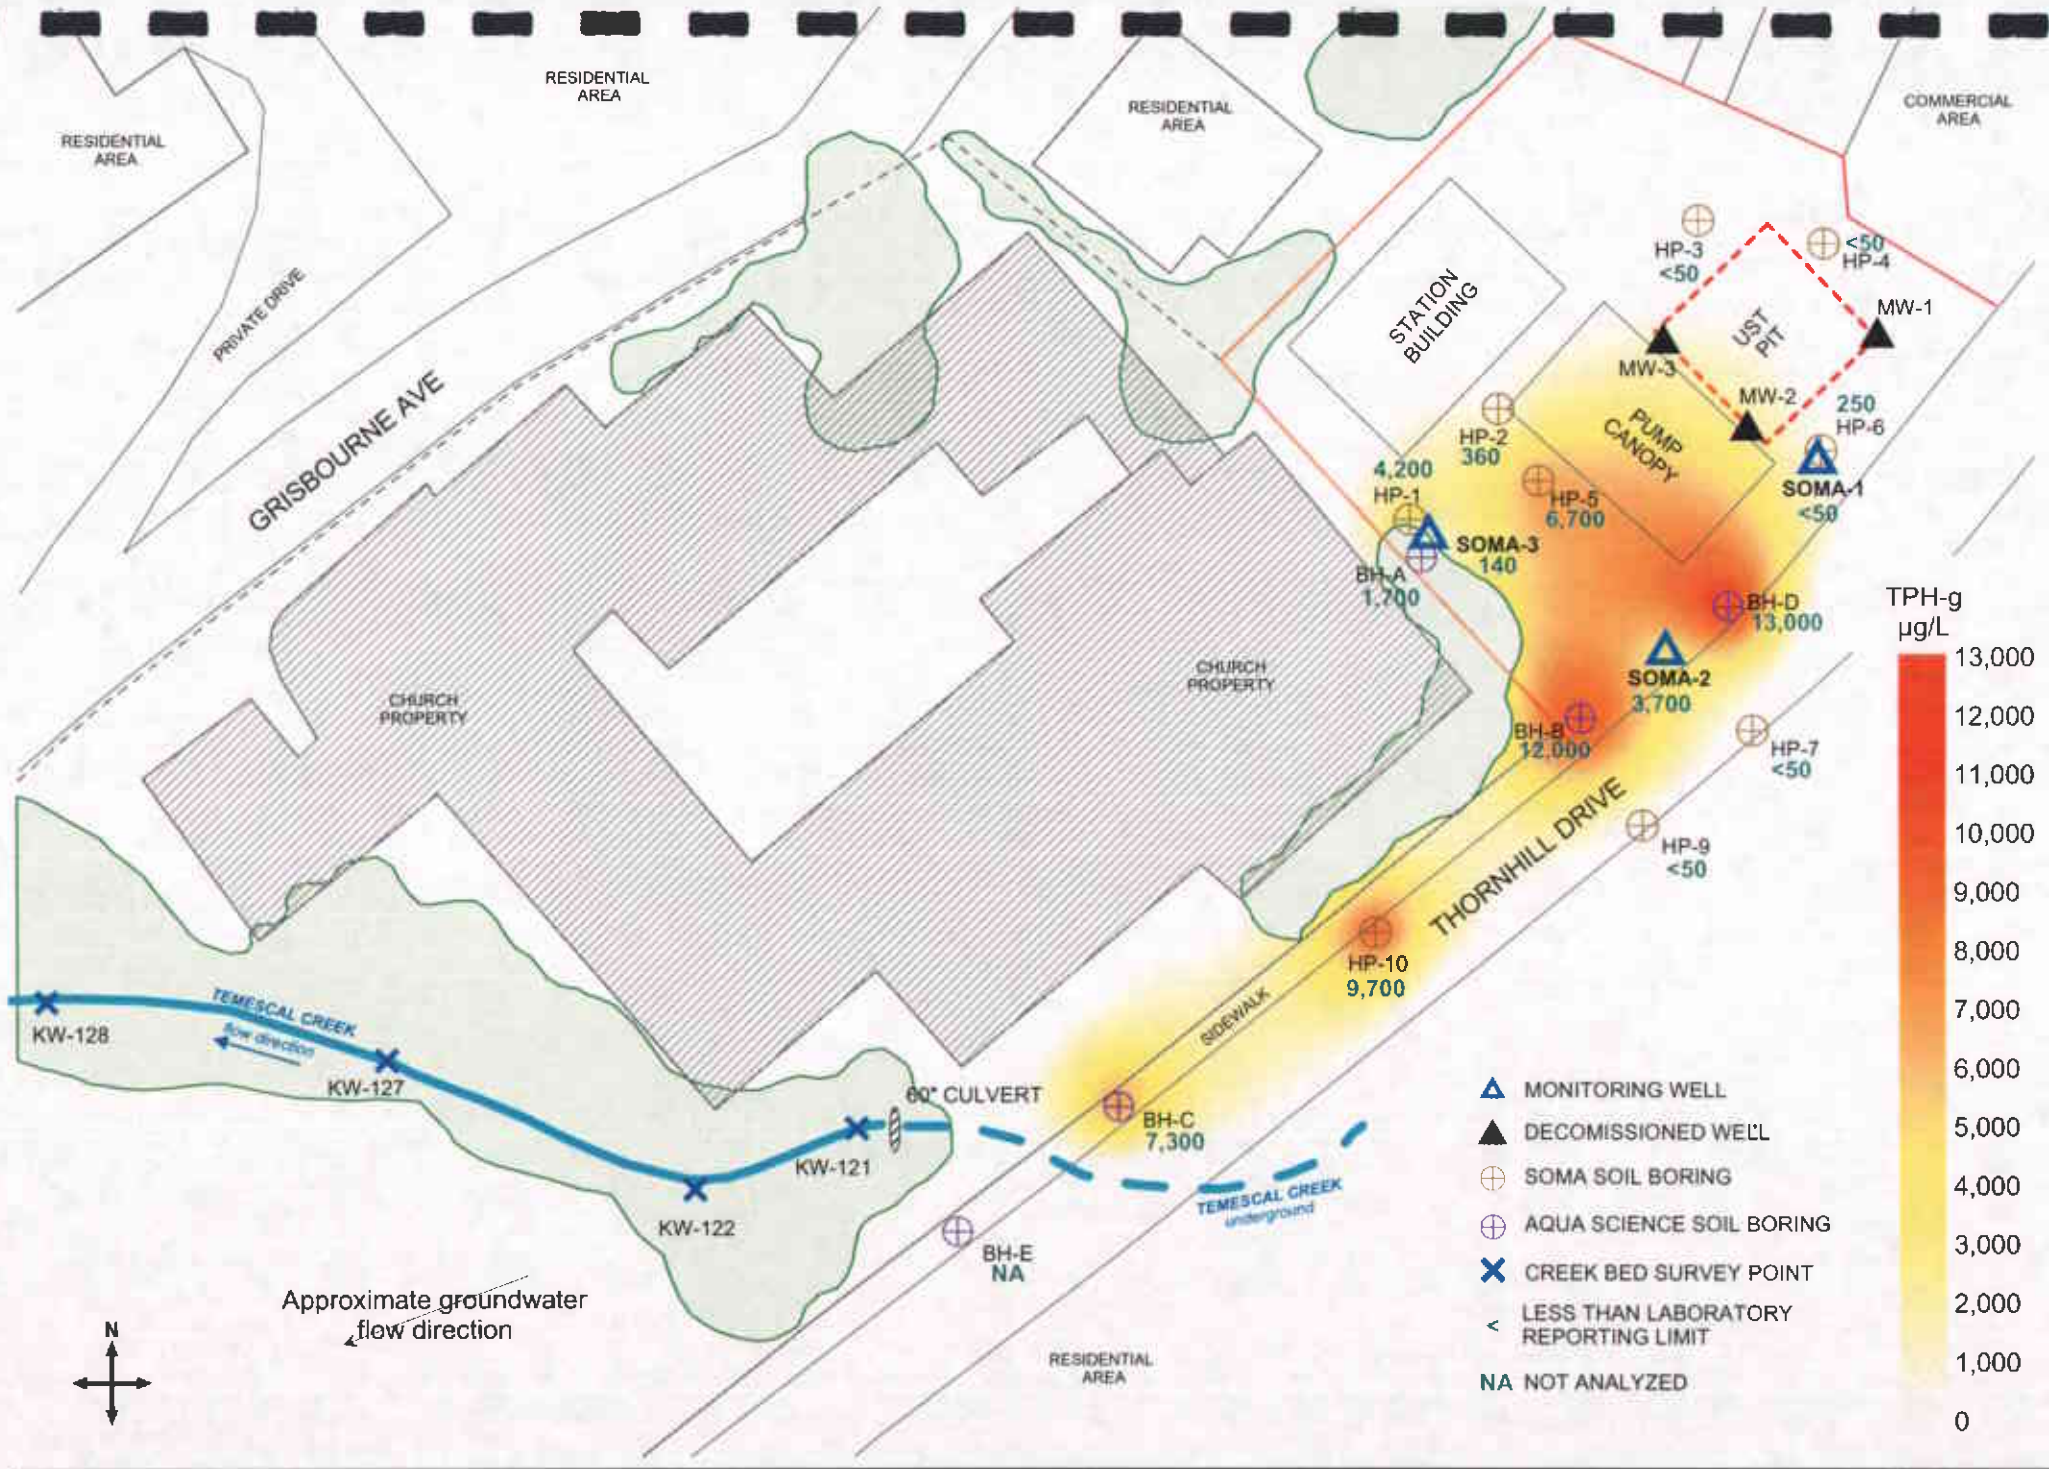 RESIDENTIAL
AREA
RESIDENTIAL
AREA
RESIDENTIAL
AREA
COMMERCIAL
AREA
PRIVATE DRIVE
GRISBOURNE AVE
STATION
BUILDING
HP-3
<50
<50
HP-4
MW-1
UST
PIT
MW-3
MW-2
250
HP-6
PUMP
CANOPY
HP-2
360
4,200
HP-1
HP-5
6,700
SOMA-1
<50
SOMA-3
140
BH-A
1,700
BH-D
13,000
SOMA-2
3,700
BH-B
12,000
HP-7
<50
HP-9
<50
CHURCH
PROPERTY
CHURCH
PROPERTY
THORNHILL DRIVE
HP-10
9,700
SIDEWALK
BH-C
7,300
60" CULVERT
TEMESCAL CREEK
flow direction
KW-128
KW-127
KW-122
KW-121
TEMESCAL CREEK
underground
BH-E
NA
Approximate groundwater
flow direction
N
RESIDENTIAL
AREA
TPH-g
µg/L
13,000
12,000
11,000
10,000
9,000
8,000
7,000
6,000
5,000
4,000
3,000
2,000
1,000
0
MONITORING WELL
DECOMISSIONED WELL
SOMA SOIL BORING
AQUA SCIENCE SOIL BORING
CREEK BED SURVEY POINT
< LESS THAN LABORATORY
REPORTING LIMIT
NA NOT ANALYZED